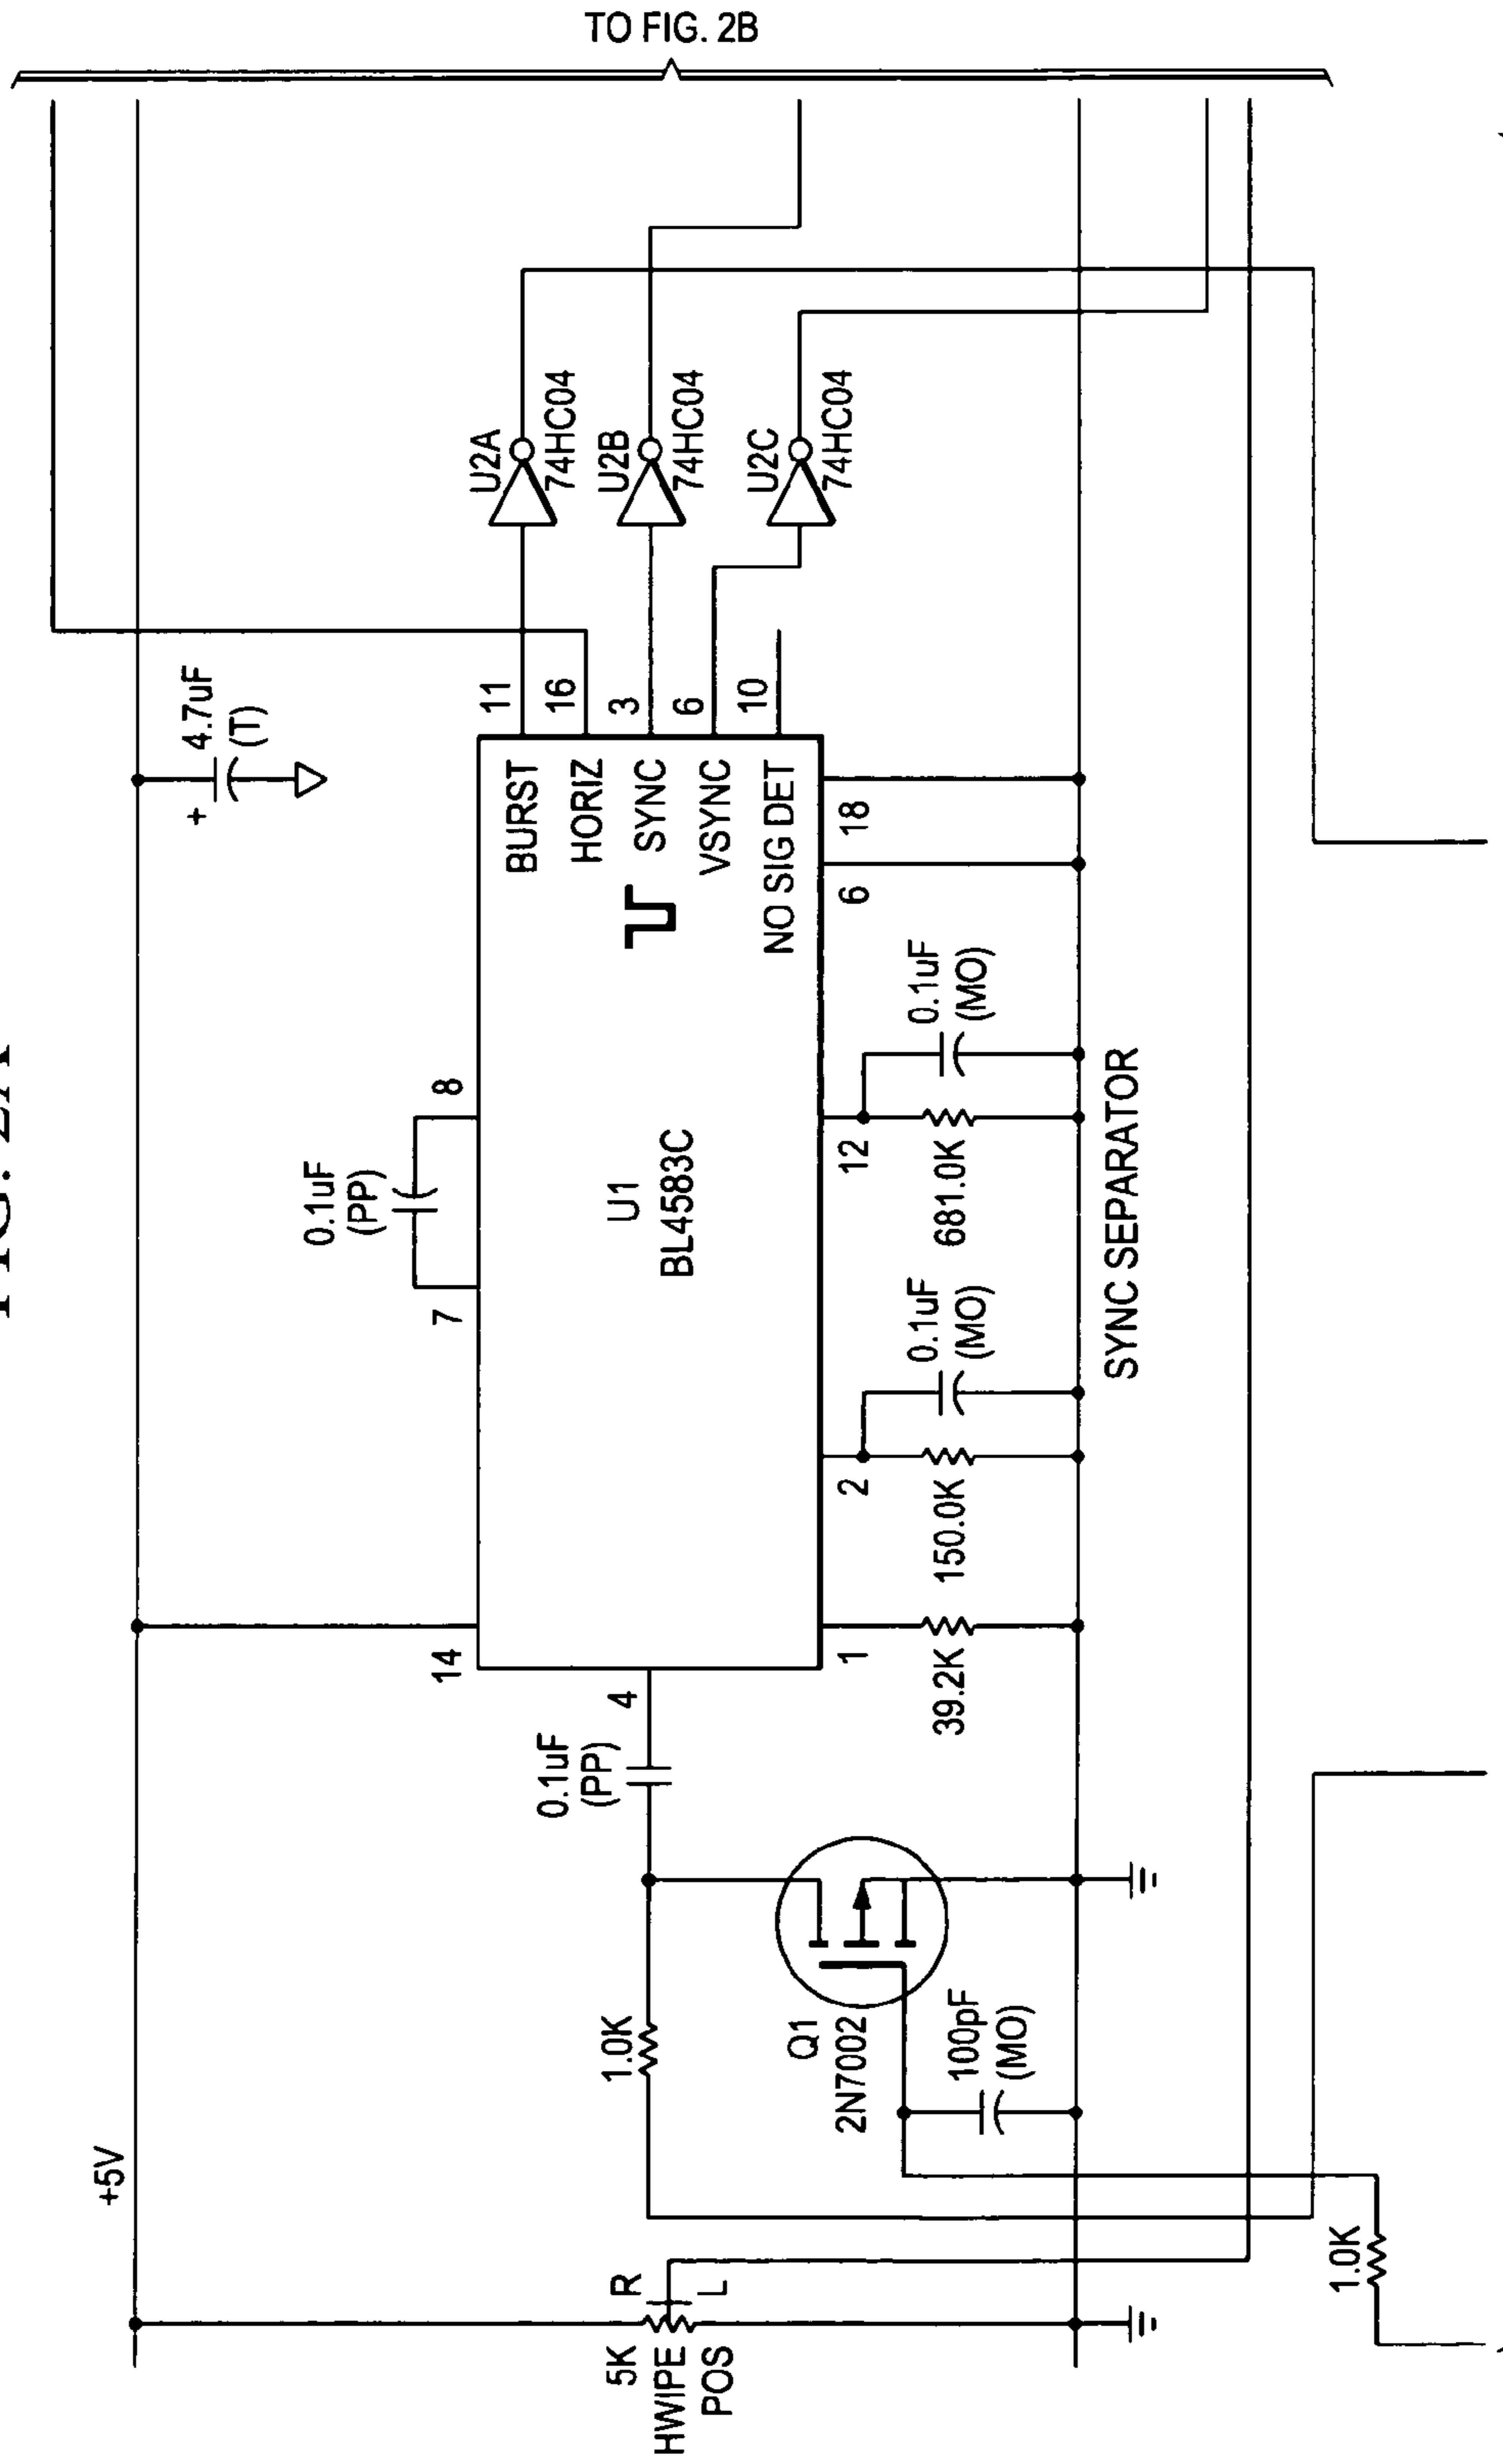 TO FIG. 2B
FIG. 2A
+5V
4.7uF
(T)
+
0.1uF
(PP)
7
8
14
11
16
3
6
10
BURST
HORIZ
SYNC
VSYNC
NO SIG DET
U1
BL4583C
U2A
74HC04
U2B
74HC04
U2C
74HC04
0.1uF
(PP)
4
1
2
12
6
18
39.2K
150.0K
0.1uF
(MO)
681.0K
0.1uF
(MO)
SYNC SEPARATOR
1.0K
Q1
2N7002
100pF
(MO)
5K
HWIPE
POS
R
L
1.0K